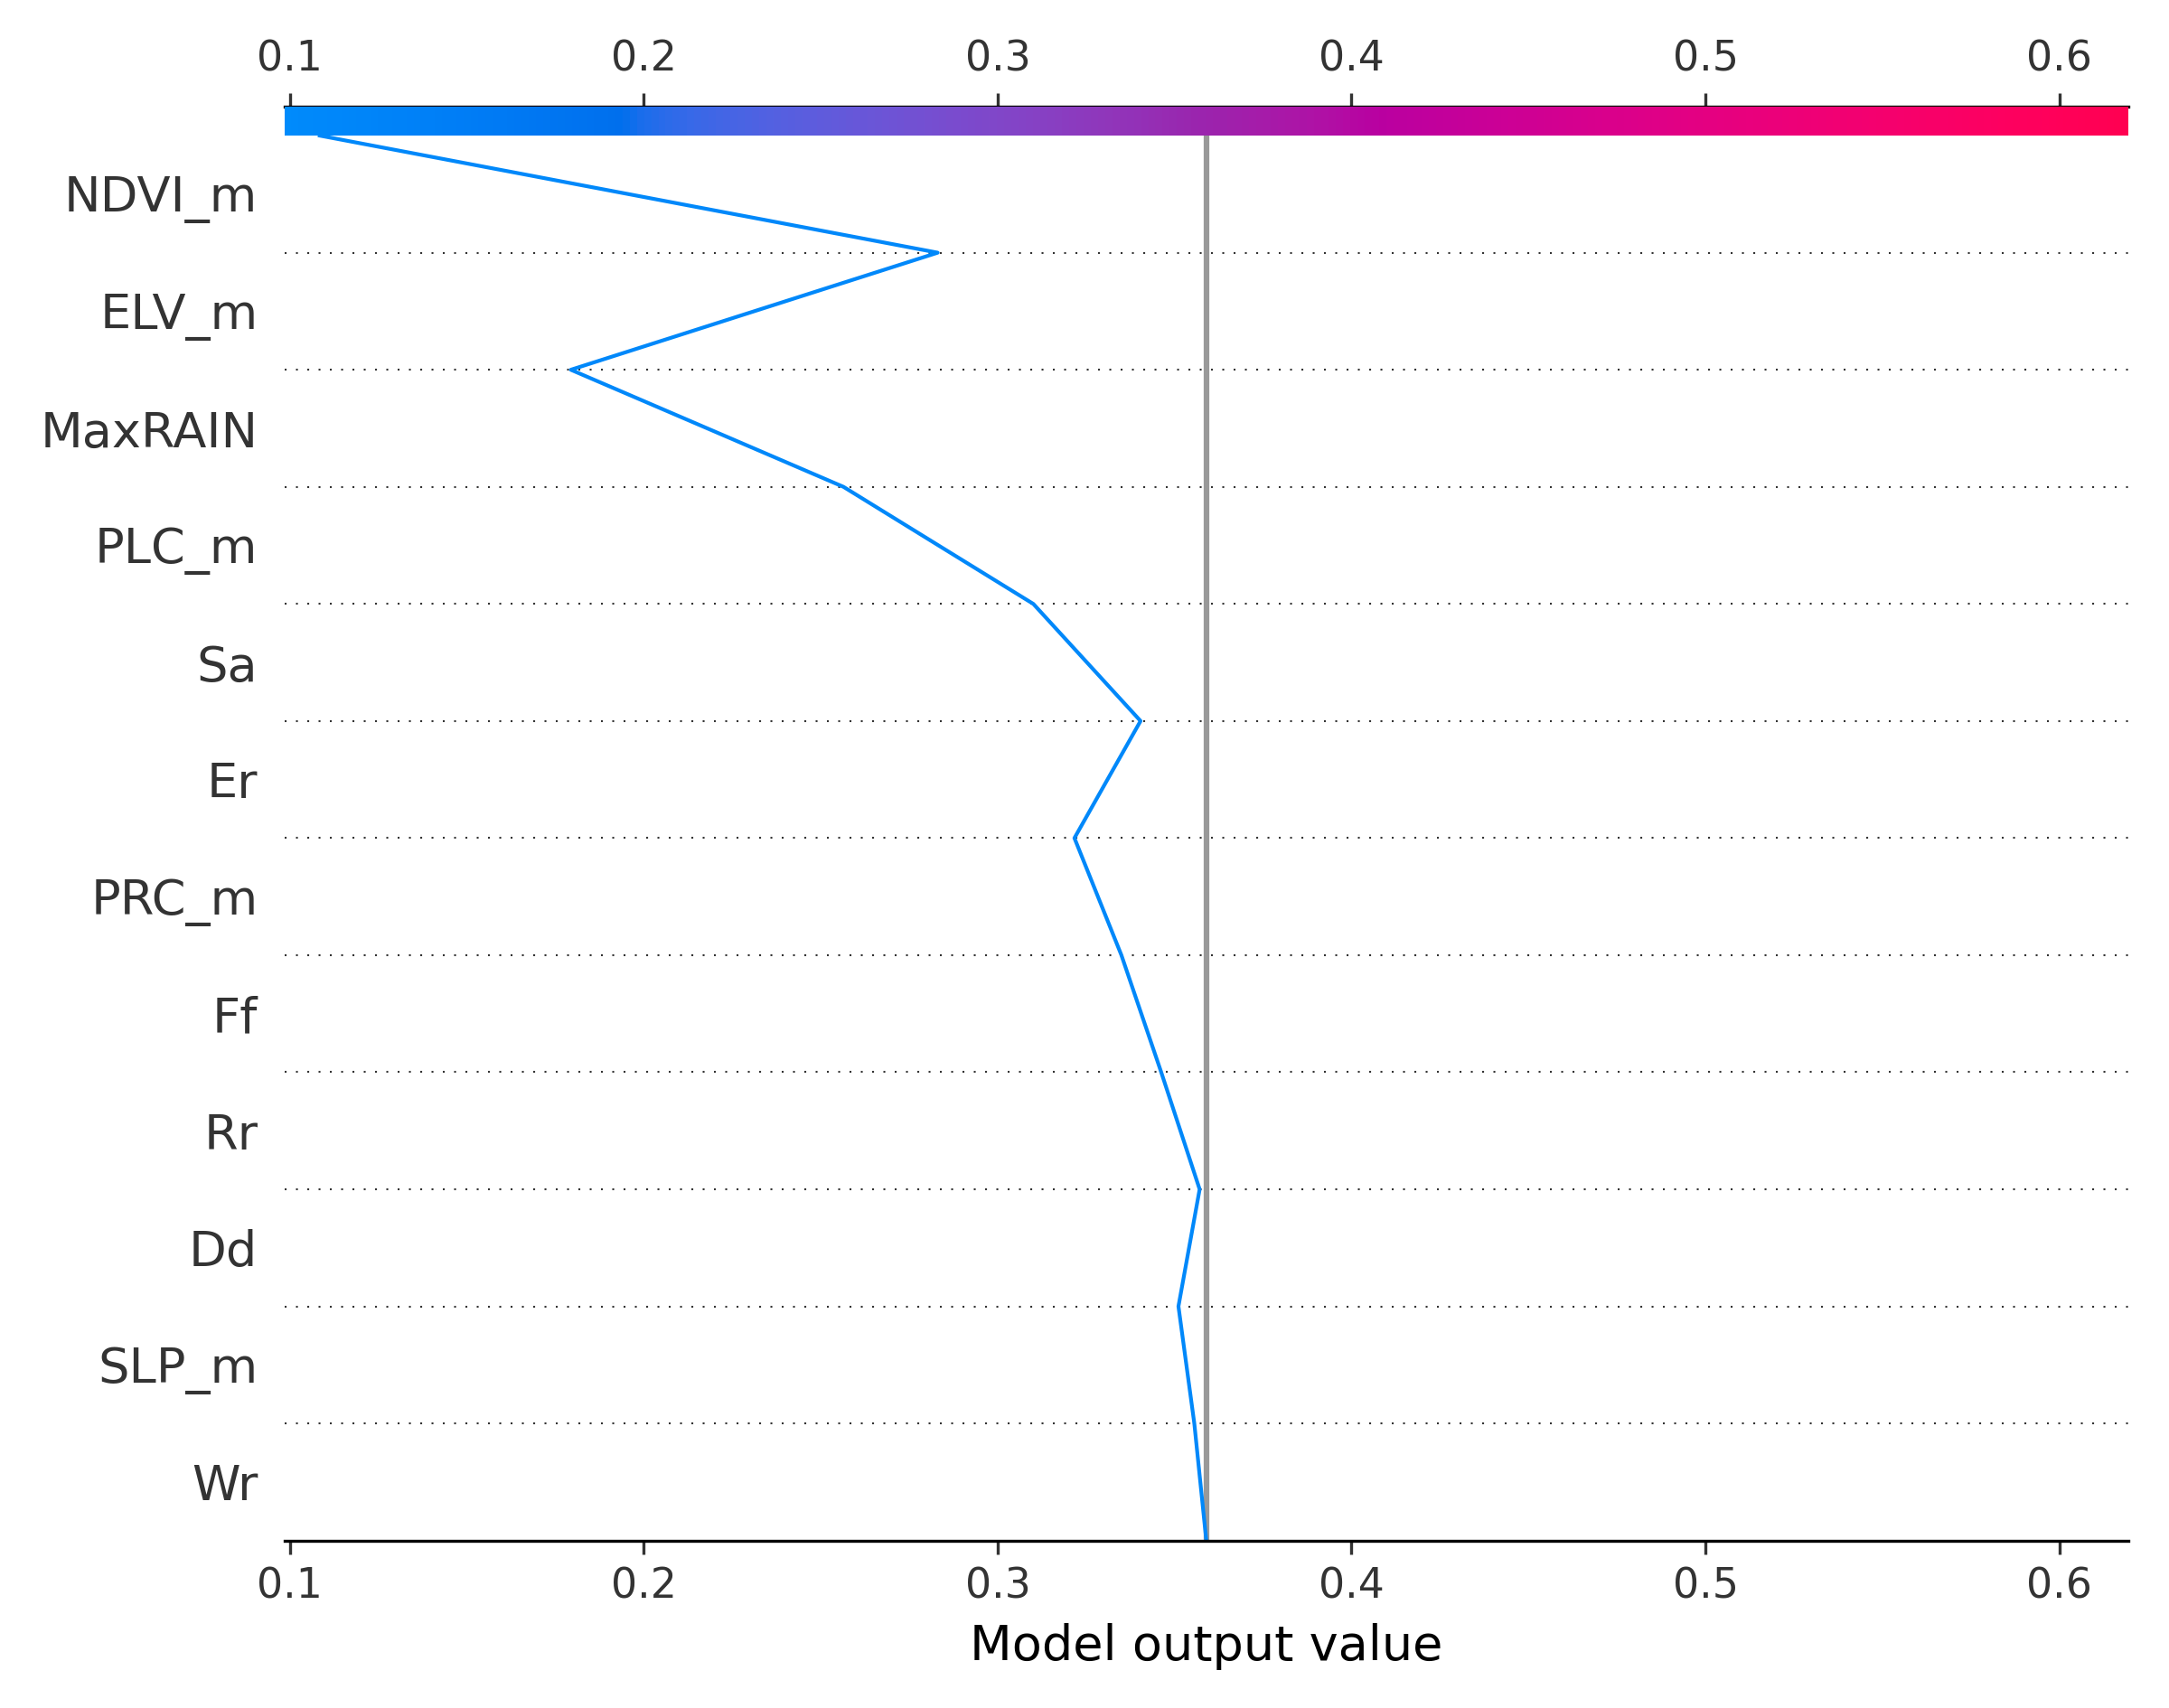 0.1 0.2 0.3 0.4 0.5 0.6
NDVI_m
ELV_m
MaxRAIN
PLC_m
Sa
Er
PRC_m
Ff
Rr
Dd
SLP_m
Wr
0.1 0.2 0.3 0.4 0.5 0.6
Model output value